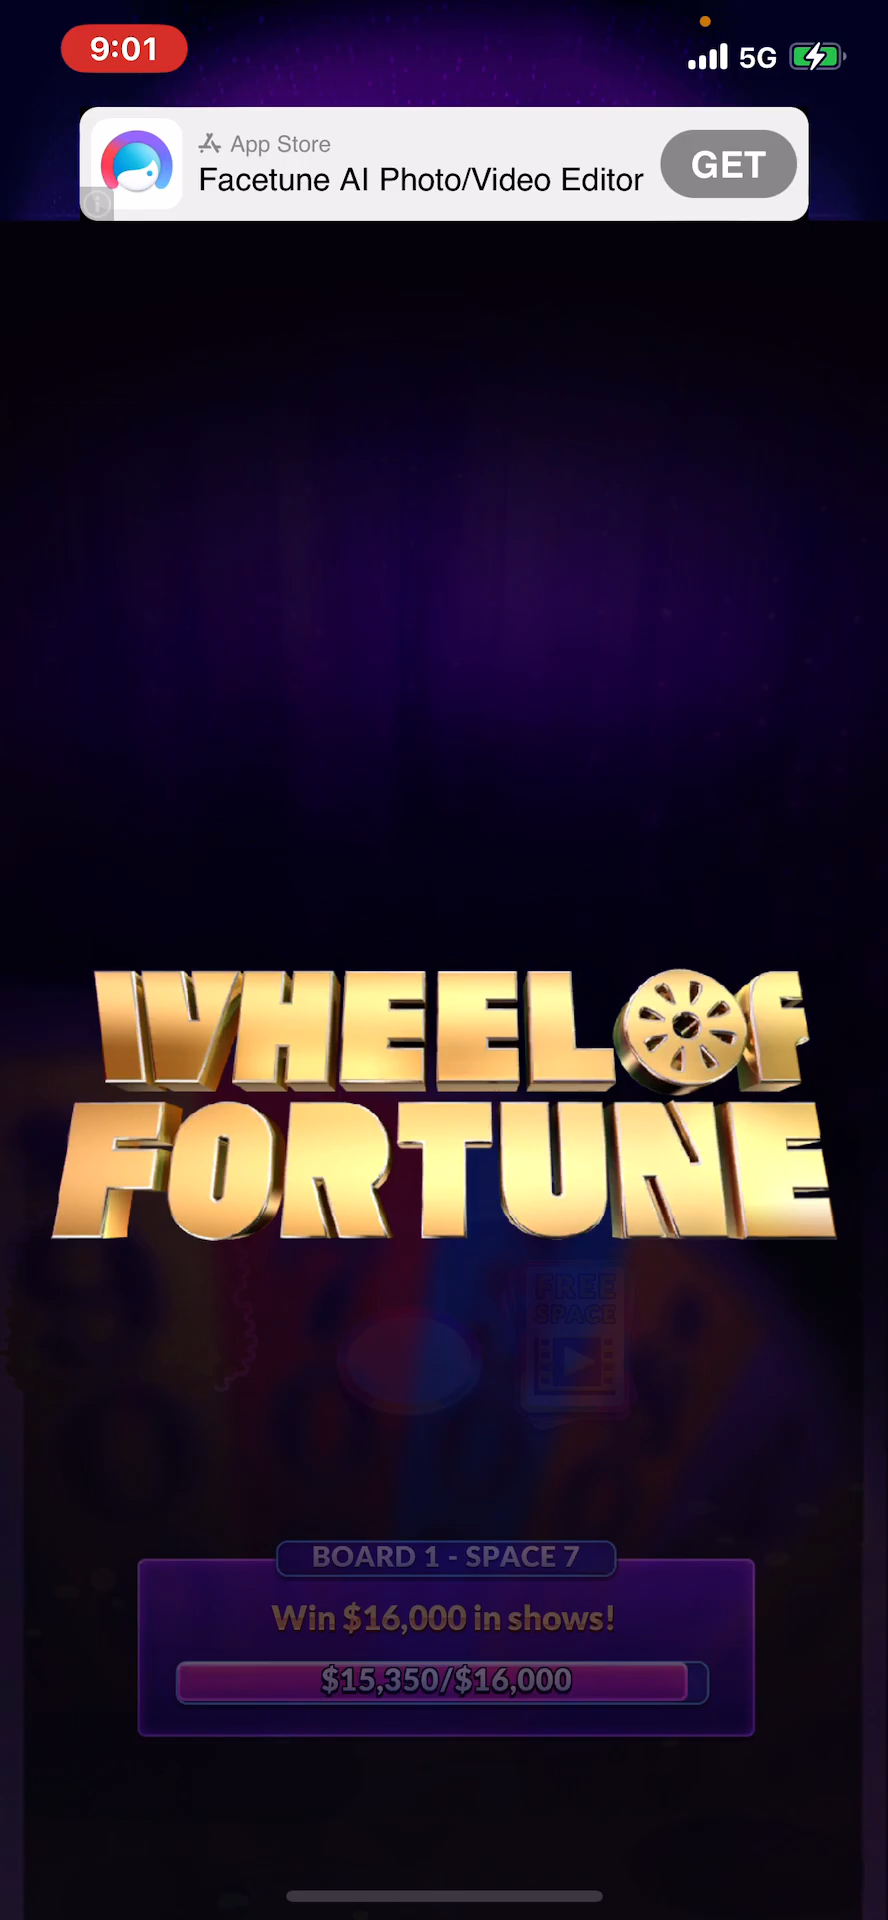 9:01
5G
App Store
Facetune AI Photo/Video Editor
GET
WHEEL OF
FORTUNE
FREE
SPACE
BOARD 1 - SPACE 7
Win $16,000 in shows!
$15,350/$16,000